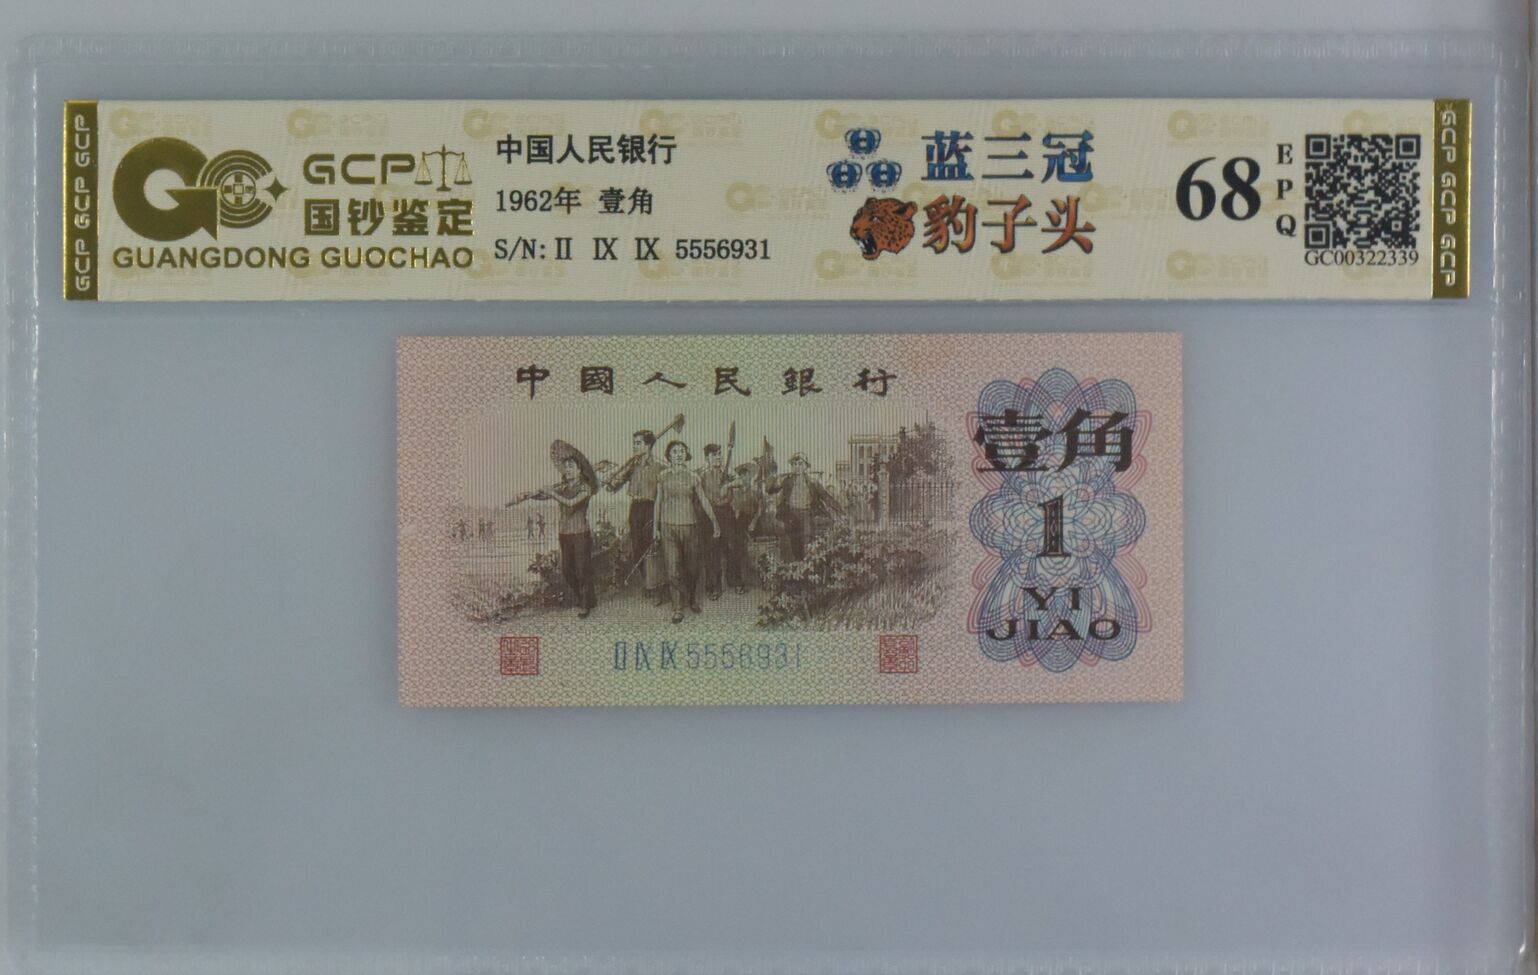 GCP GCP GCP
GCP
国钞鉴定
GUANGDONG GUOCHAO
中国人民银行
1962年 壹角
S/N: II IX IX 5556931
蓝三冠
豹子头
68
EPQ
GC00322339
GCP GCP GCP
中國人民銀行
壹角
1
YI
JIAO
II IX IX 5556931